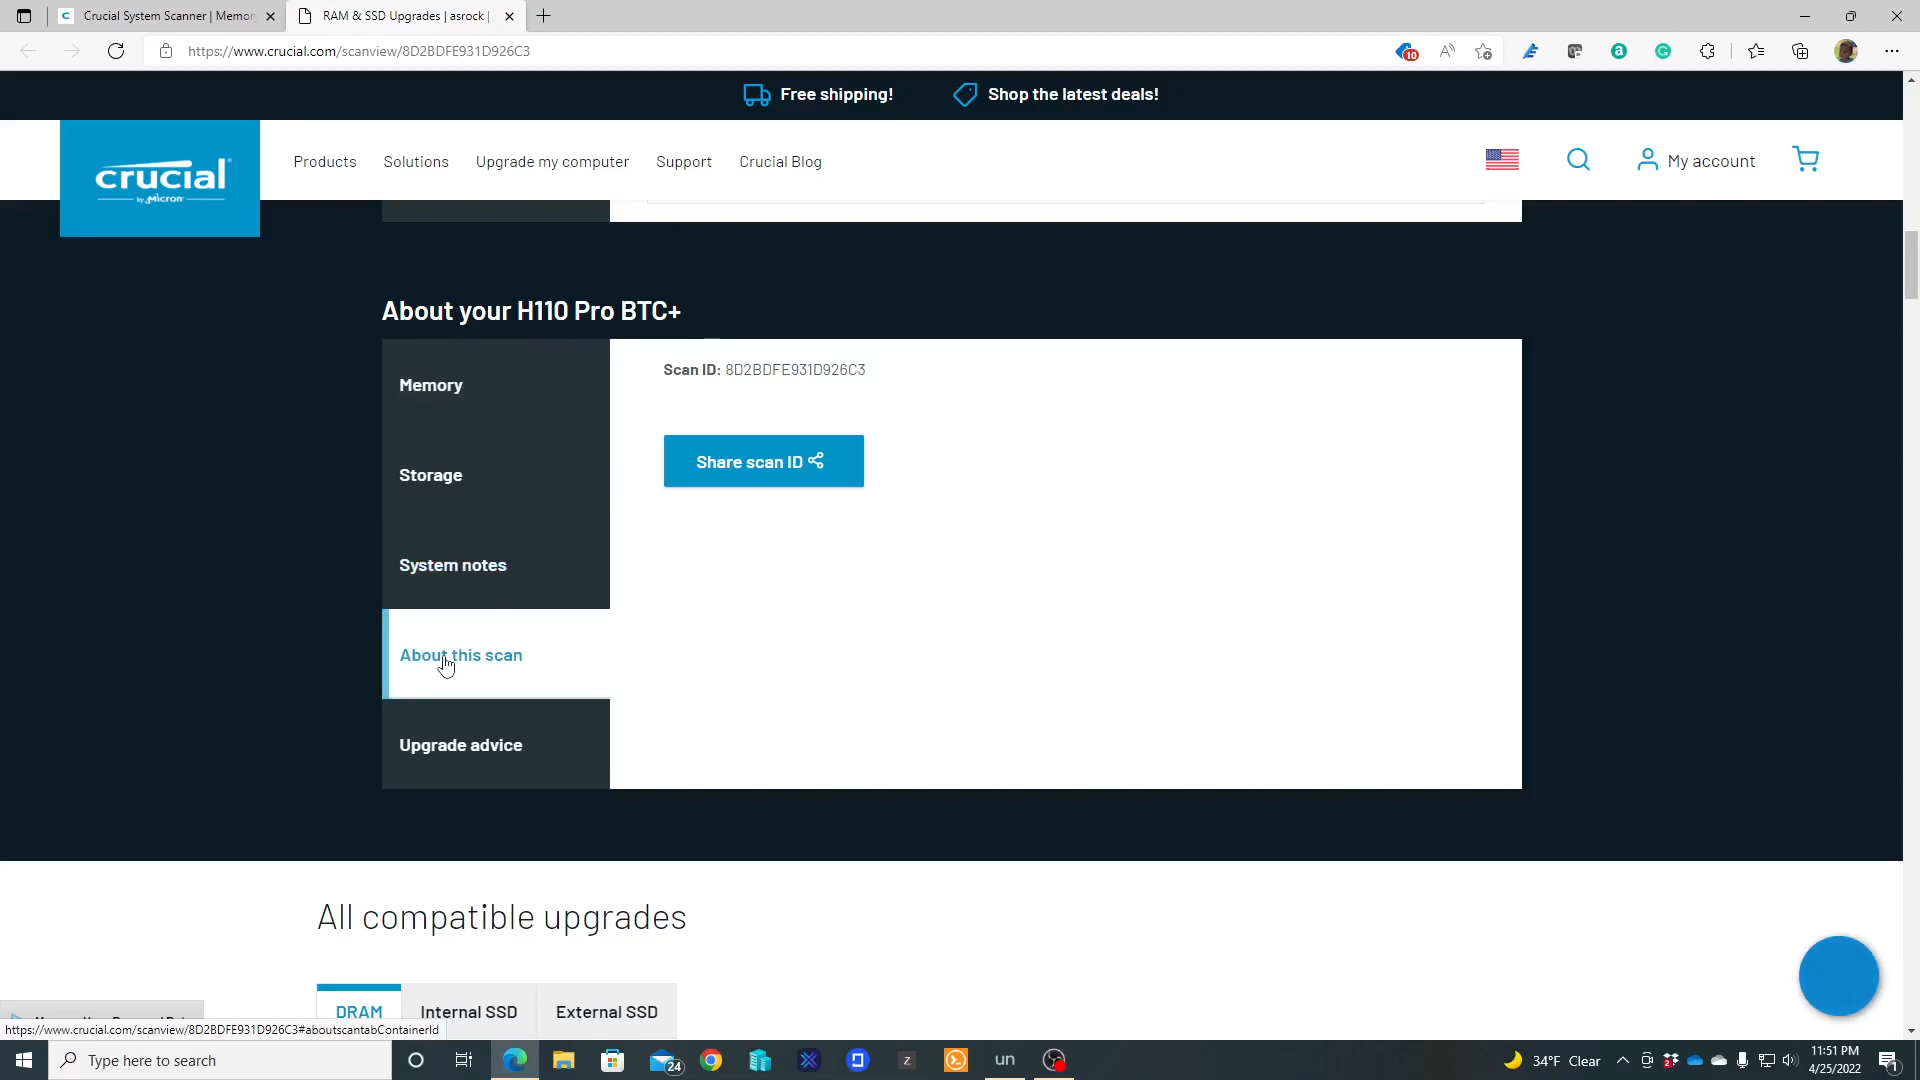 Crucial System Scanner | Memor
RAM & SSD Upgrades | asrock |
https://www.crucial.com/scanview/8D2BDFE931D926C3
10
Free shipping!
Shop the latest deals!
crucial
by Micron
Products
Solutions
Upgrade my computer
Support
Crucial Blog
My account
About your H110 Pro BTC+
Memory
Scan ID: 8D2BDFE931D926C3
Share scan ID
Storage
System notes
About this scan
Upgrade advice
All compatible upgrades
DRAM
Internal SSD
External SSD
https://www.crucial.com/scanview/8D2BDFE931D926C3#aboutscantabContainerId
Type here to search
24
un
34°F Clear
11:51 PM
4/25/2022
1